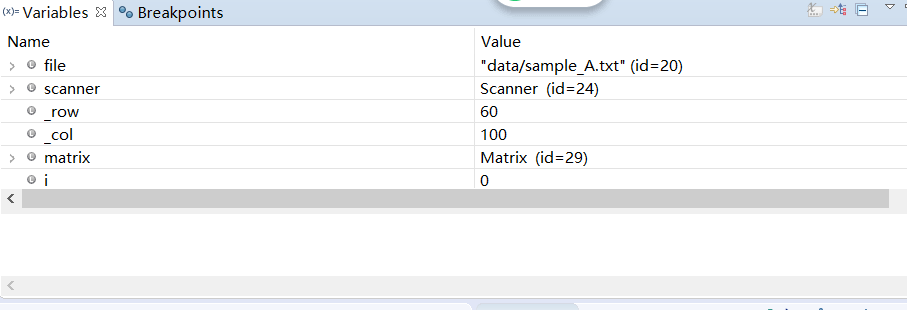 (x)= Variables Breakpoints
Name Value
file "data/sample_A.txt" (id=20)
scanner Scanner (id=24)
_row 60
_col 100
matrix Matrix (id=29)
i 0